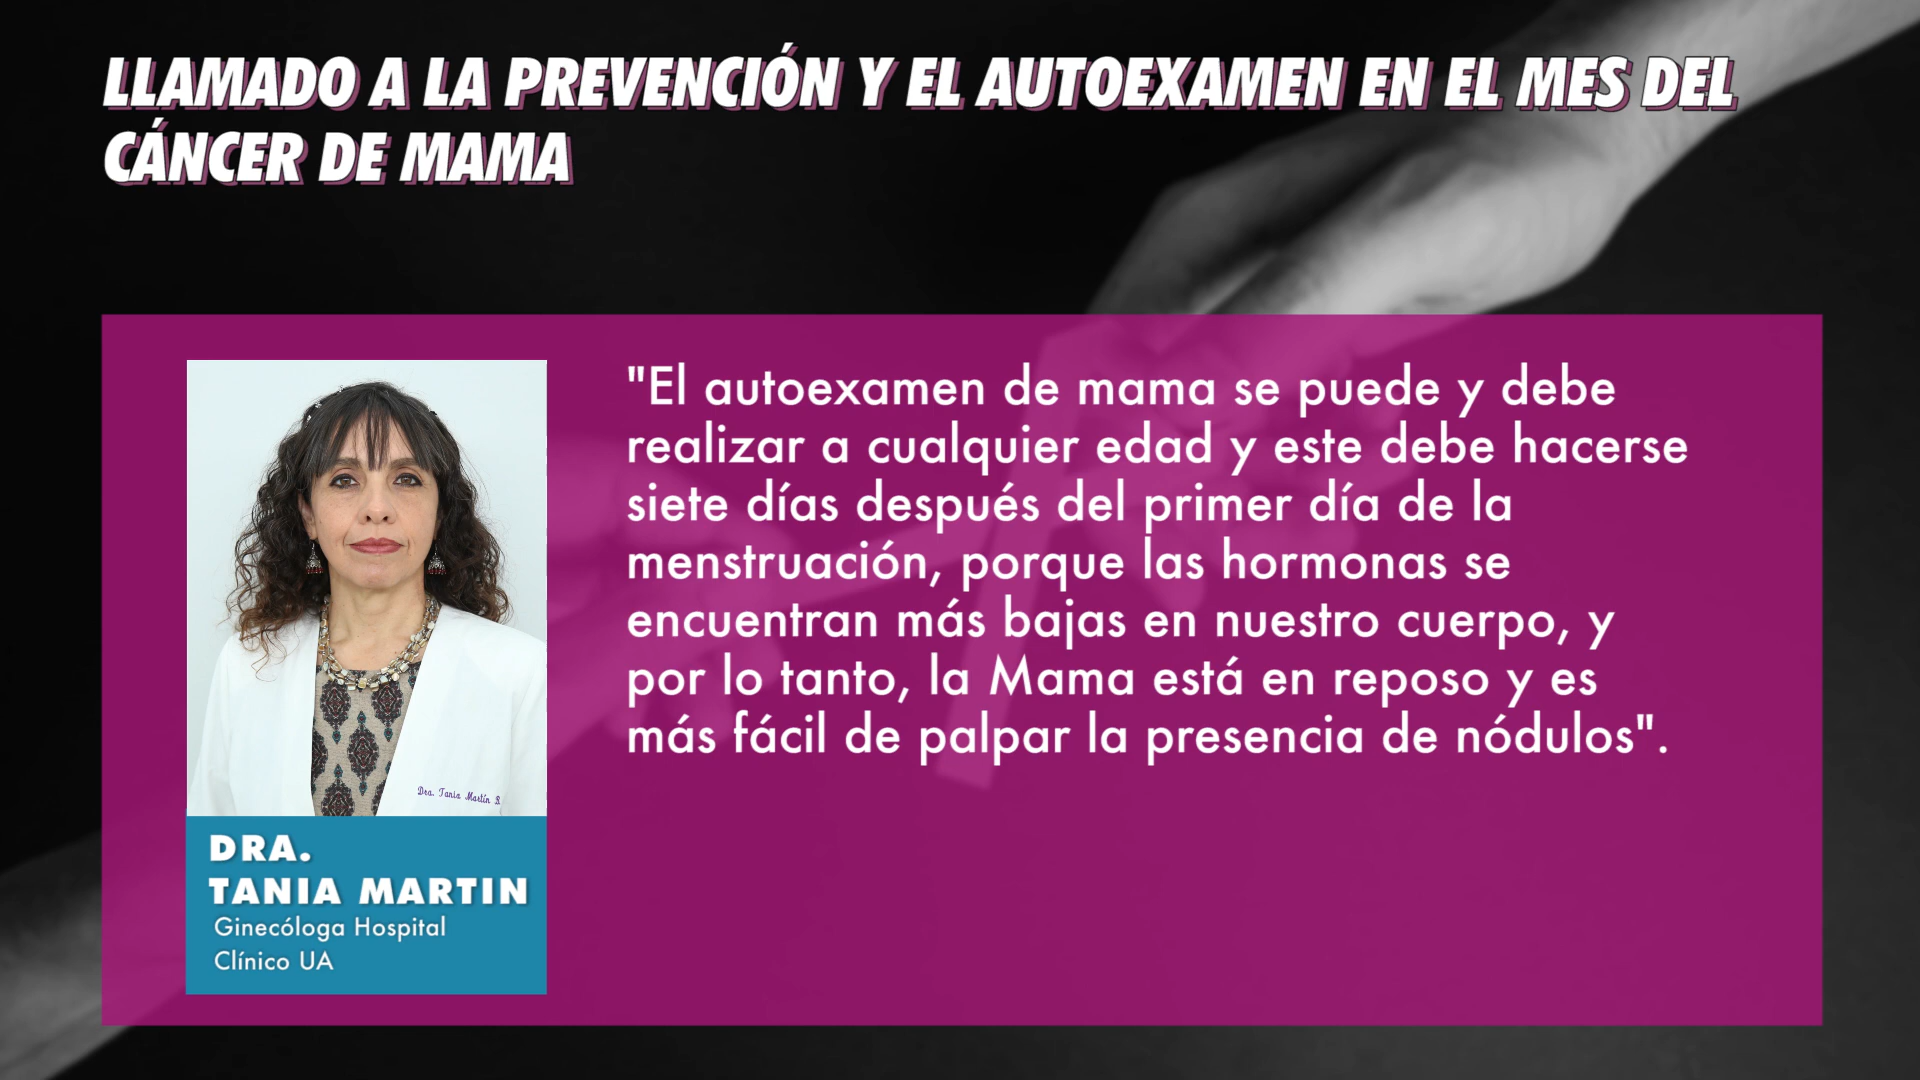 LLAMADO A LA PREVENCIÓN Y EL AUTOEXAMEN EN EL MES DEL
CÁNCER DE MAMA
"El autoexamen de mama se puede y debe
realizar a cualquier edad y este debe hacerse
siete días después del primer día de la
menstruación, porque las hormonas se
encuentran más bajas en nuestro cuerpo, y
por lo tanto, la Mama está en reposo y es
más fácil de palpar la presencia de nódulos".
Dra. Tania Martín R
DRA.
TANIA MARTIN
Ginecóloga Hospital
Clínico UA